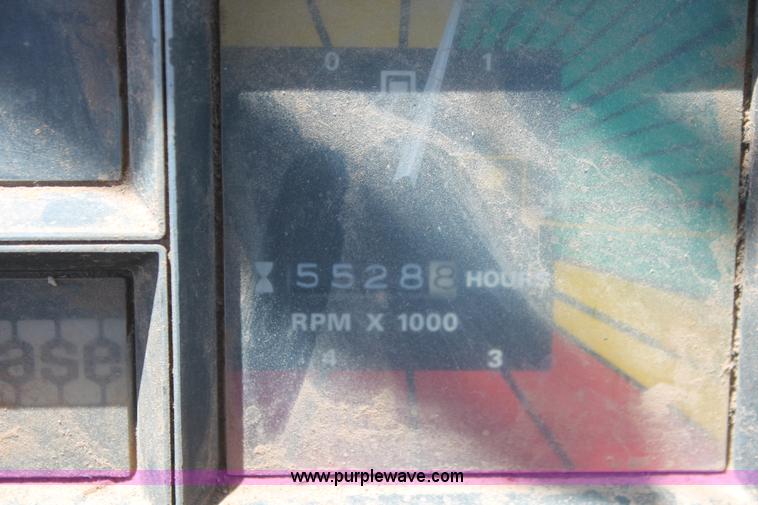 0 1
55288 HOURS
RPM X 1000
4 3
ase
www.purplewave.com